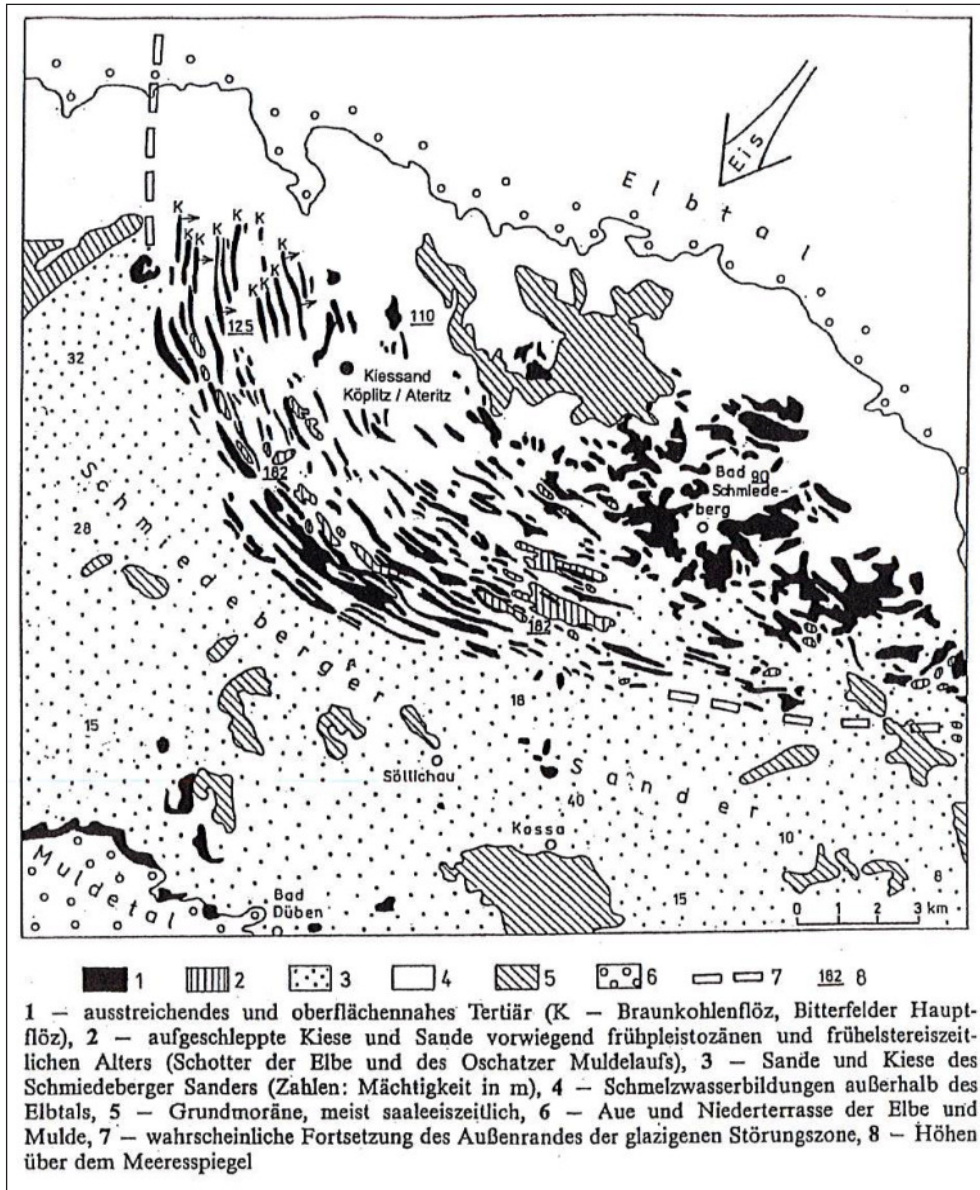 Eis
Elbtal
K
K
K K
K
K
K
K
K K
K
125
110
32
Kiessand
Köplitz / Ateritz
182
28
Bad
90
Schmiede-
berg
Schmiedeberger
Sander
182
18
15
Söllichau
40
Kossa
10
8
15
Muldetal
Bad
Düben
0 1 2 3 km
1 2 3 4 5 6 7 182 8
1 — ausstreichendes und oberflächennahes Tertiär (K — Braunkohlenflöz, Bitterfelder Haupt-
flöz), 2 — aufgeschleppte Kiese und Sande vorwiegend frühpleistozänen und frühelstereiszeit-
lichen Alters (Schotter der Elbe und des Oschatzer Muldelaufs), 3 — Sande und Kiese des
Schmiedeberger Sanders (Zahlen: Mächtigkeit in m), 4 — Schmelzwasserbildungen außerhalb des
Elbtals, 5 — Grundmoräne, meist saaleeiszeitlich, 6 — Aue und Niederterrasse der Elbe und
Mulde, 7 — wahrscheinliche Fortsetzung des Außenrandes der glazigenen Störungszone, 8 — Höhen
über dem Meeresspiegel